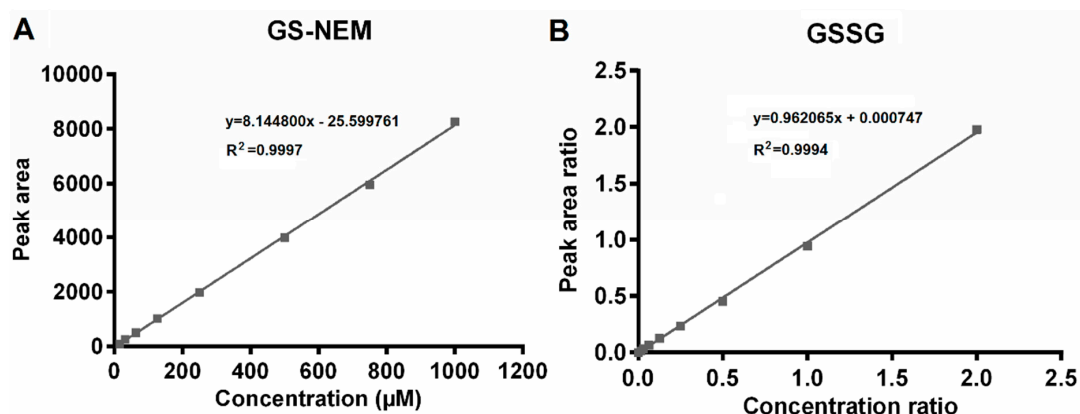 A
GS-NEM
10000
8000
6000
4000
2000
0
Peak area
y=8.144800x - 25.599761
R²=0.9997
0 200 400 600 800 1000 1200
Concentration (µM)
B
GSSG
2.5
2.0
1.5
1.0
0.5
0.0
Peak area ratio
y=0.962065x + 0.000747
R²=0.9994
0.0 0.5 1.0 1.5 2.0 2.5
Concentration ratio